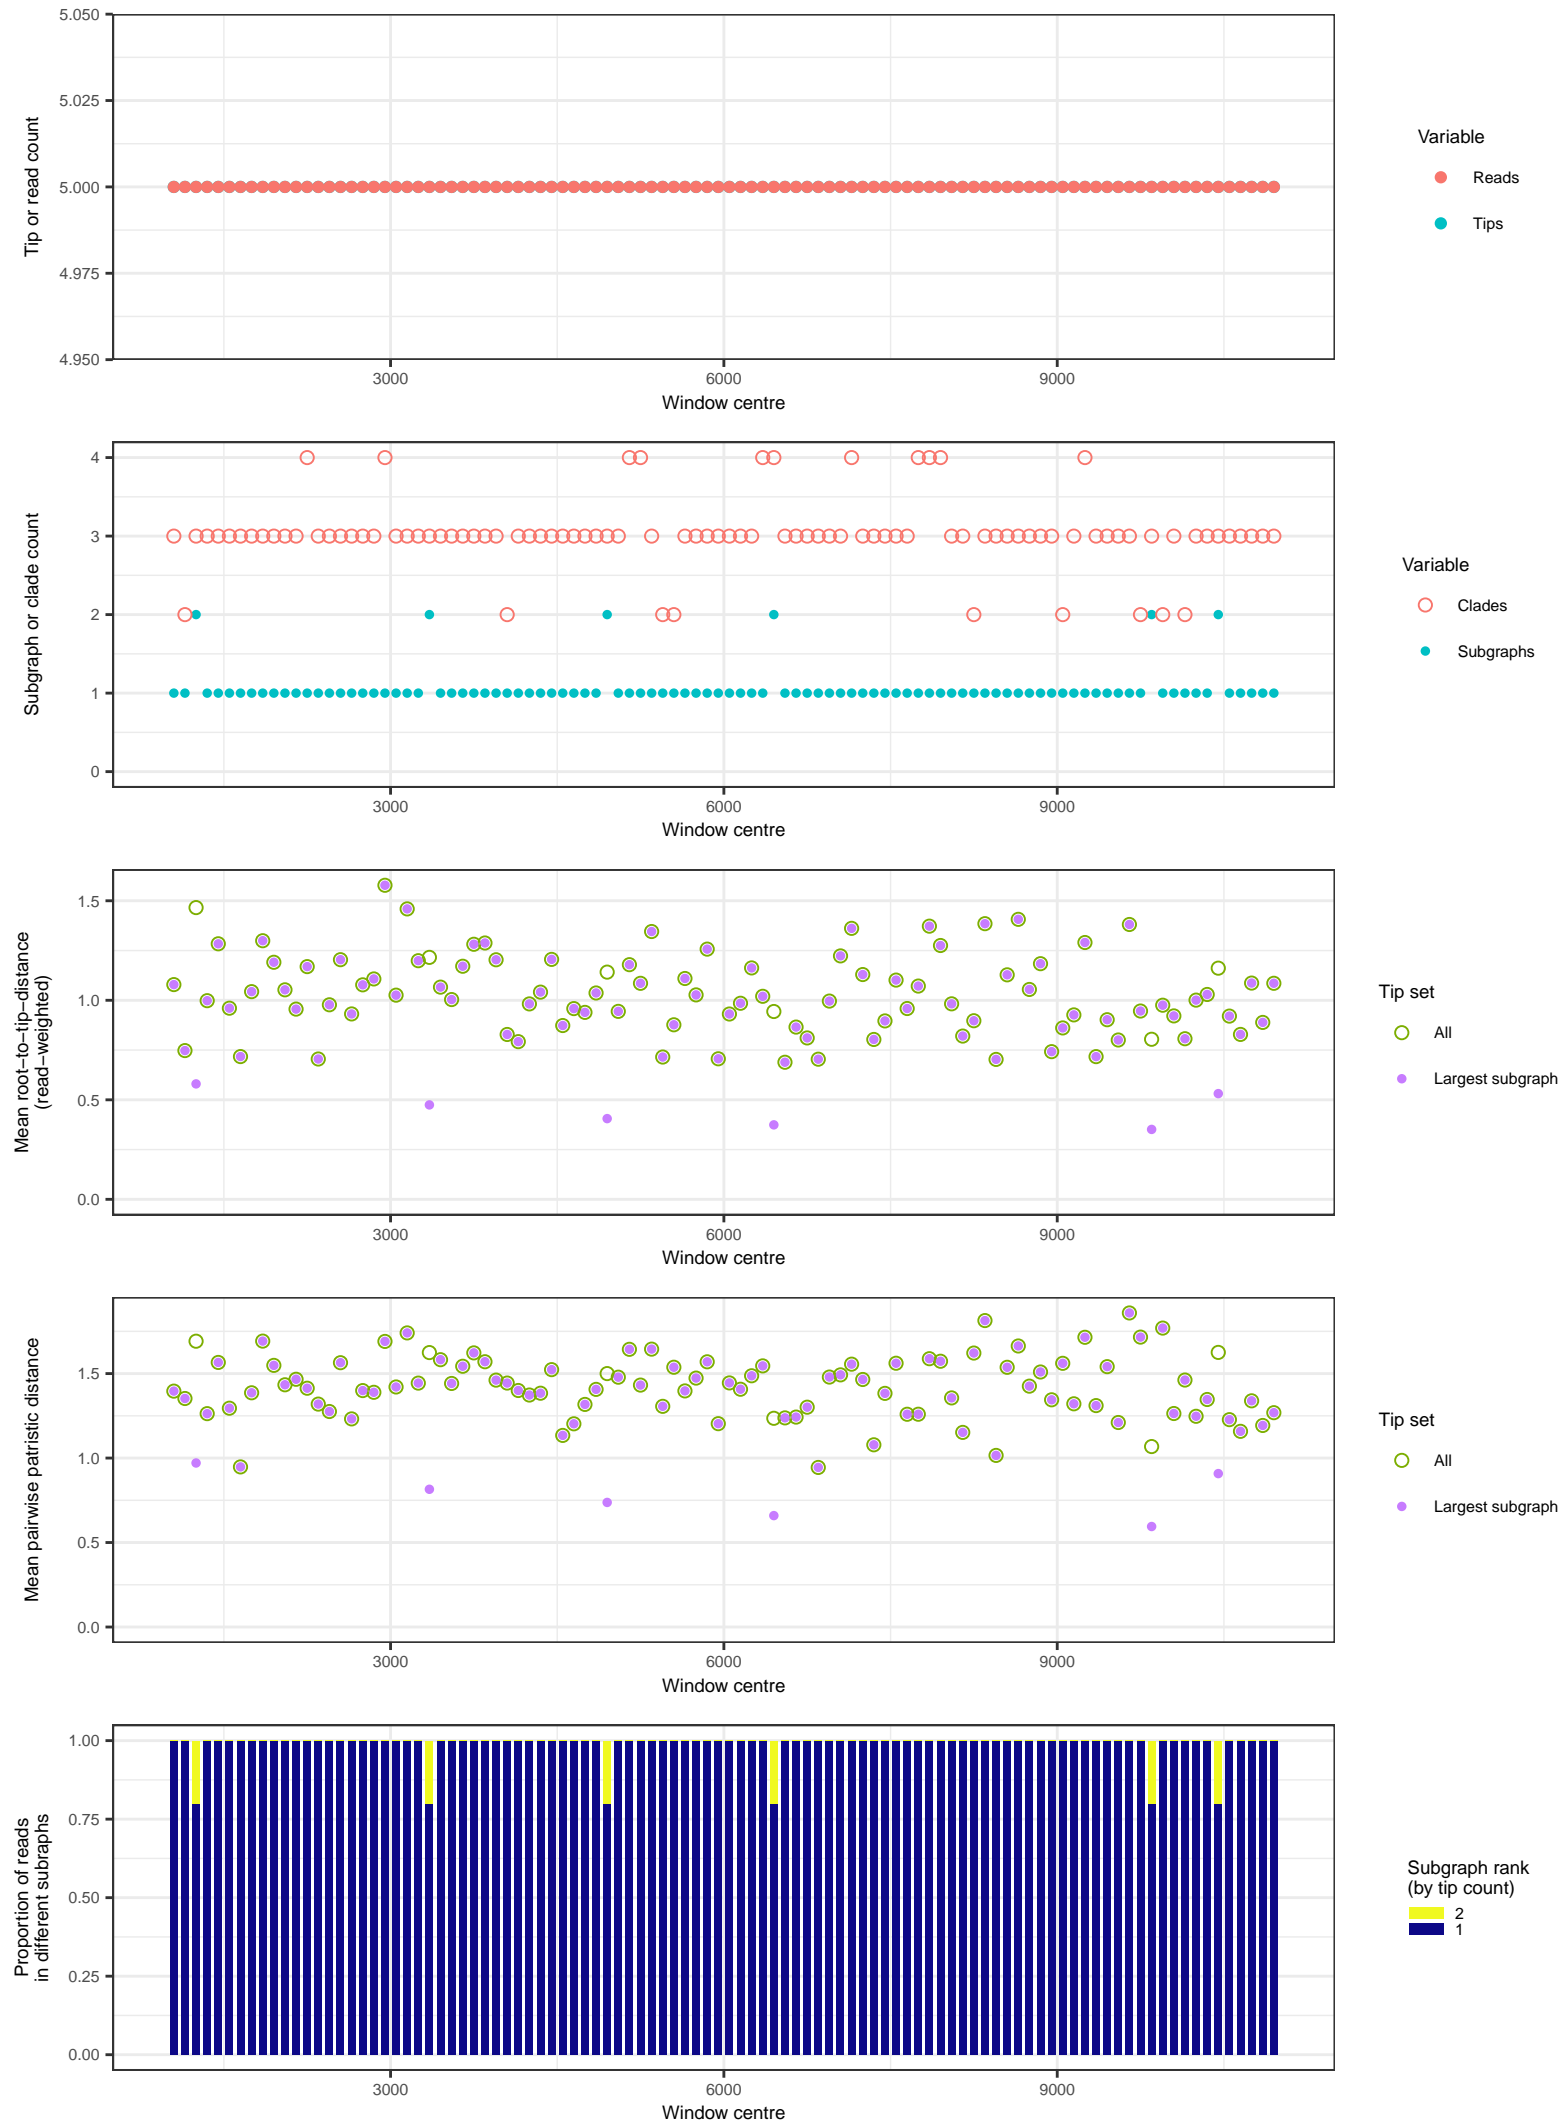 5.050
5.025
5.000
4.975
4.950
Tip or read count
3000 6000 9000
Window centre
Variable
Reads
Tips
4
3
2
1
0
Subgraph or clade count
3000 6000 9000
Window centre
Variable
Clades
Subgraphs
1.5
1.0
0.5
0.0
Mean root−to−tip−distance
(read−weighted)
3000 6000 9000
Window centre
Tip set
All
Largest subgraph
1.5
1.0
0.5
0.0
Mean pairwise patristic distance
3000 6000 9000
Window centre
Tip set
All
Largest subgraph
1.00
0.75
0.50
0.25
0.00
Proportion of reads
in different subraphs
3000 6000 9000
Window centre
Subgraph rank
(by tip count)
2
1